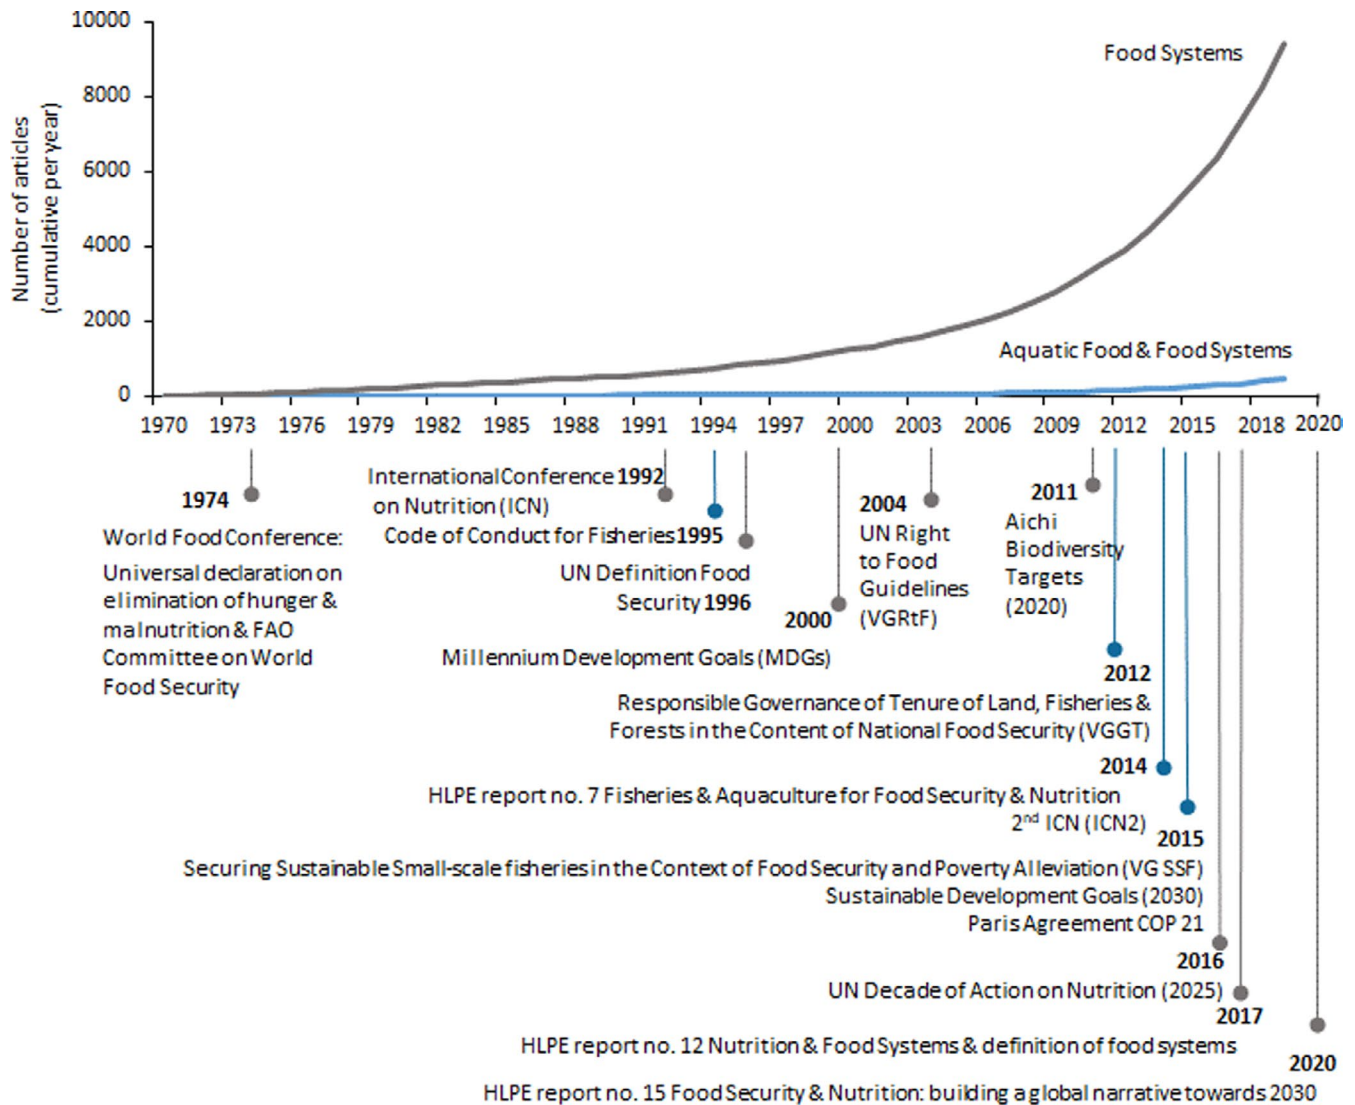 10000
Food Systems
8000
Number of articles
(cumulative per year)
6000
4000
2000
Aquatic Food & Food Systems
0
1970 1973 1976 1979 1982 1985 1988 1991 1994 1997 2000 2003 2006 2009 2012 2015 2018 2020
1974
World Food Conference:
Universal declaration on
elimination of hunger &
malnutrition & FAO
Committee on World
Food Security
International Conference 1992
on Nutrition (ICN)
Code of Conduct for Fisheries 1995
UN Definition Food
Security 1996
2000
Millennium Development Goals (MDGs)
2004
UN Right
to Food
Guidelines
(VGRtF)
2011
Aichi
Biodiversity
Targets
(2020)
2012
Responsible Governance of Tenure of Land, Fisheries &
Forests in the Content of National Food Security (VGGT)
2014
HLPE report no. 7 Fisheries & Aquaculture for Food Security & Nutrition
2nd ICN (ICN2)
2015
Securing Sustainable Small-scale fisheries in the Context of Food Security and Poverty Alleviation (VG SSF)
Sustainable Development Goals (2030)
Paris Agreement COP 21
2016
UN Decade of Action on Nutrition (2025)
2017
HLPE report no. 12 Nutrition & Food Systems & definition of food systems
2020
HLPE report no. 15 Food Security & Nutrition: building a global narrative towards 2030